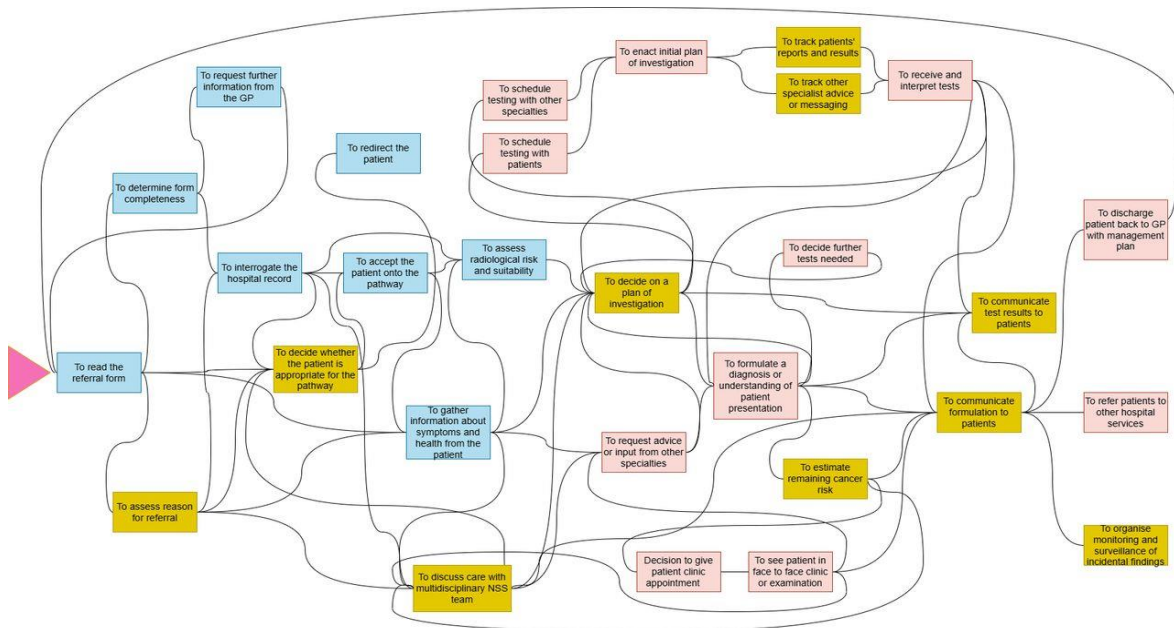 To request further
information from
the GP
To determine form
completeness
To redirect the
patient
To interrogate the
hospital record
To accept the
patient onto the
pathway
To assess
radiological risk
and suitability
To read the
referral form
To decide whether
the patient is
appropriate for the
pathway
To gather
information about
symptoms and
health from the
patient
To assess reason
for referral
To discuss care with
multidisciplinary NSS
team
To schedule
testing with other
specialties
To schedule
testing with
patients
To enact initial plan
of investigation
To track patients'
reports and results
To track other
specialist advice
or messaging
To receive and
interpret tests
To decide on a
plan of
investigation
To decide further
tests needed
To formulate a
diagnosis or
understanding of
patient
presentation
To request advice
or input from other
specialties
To estimate
remaining cancer
risk
Decision to give
patient clinic
appointment
To see patient in
face to face clinic
or examination
To communicate
test results to
patients
To communicate
formulation to
patients
To discharge
patient back to GP
with management
plan
To refer patients to
other hospital
services
To organise
monitoring and
surveillance of
incidental findings